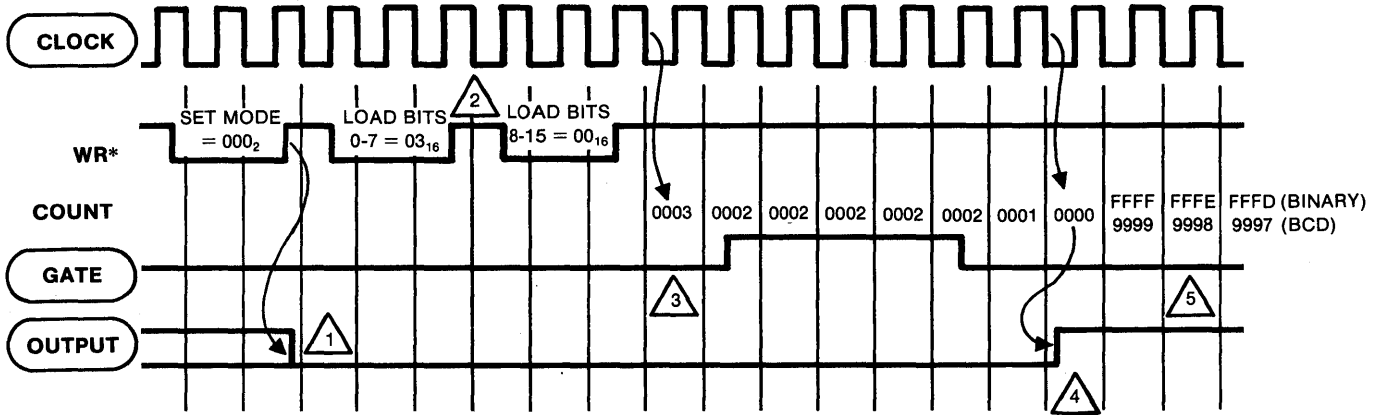 CLOCK
SET MODE
= 000₂
LOAD BITS
0-7 = 03₁₆
2
LOAD BITS
8-15 = 00₁₆
WR*
COUNT
0003 0002 0002 0002 0002 0002 0001 0000
FFFF FFFE FFFD (BINARY)
9999 9998 9997 (BCD)
GATE
3
5
OUTPUT
1
4